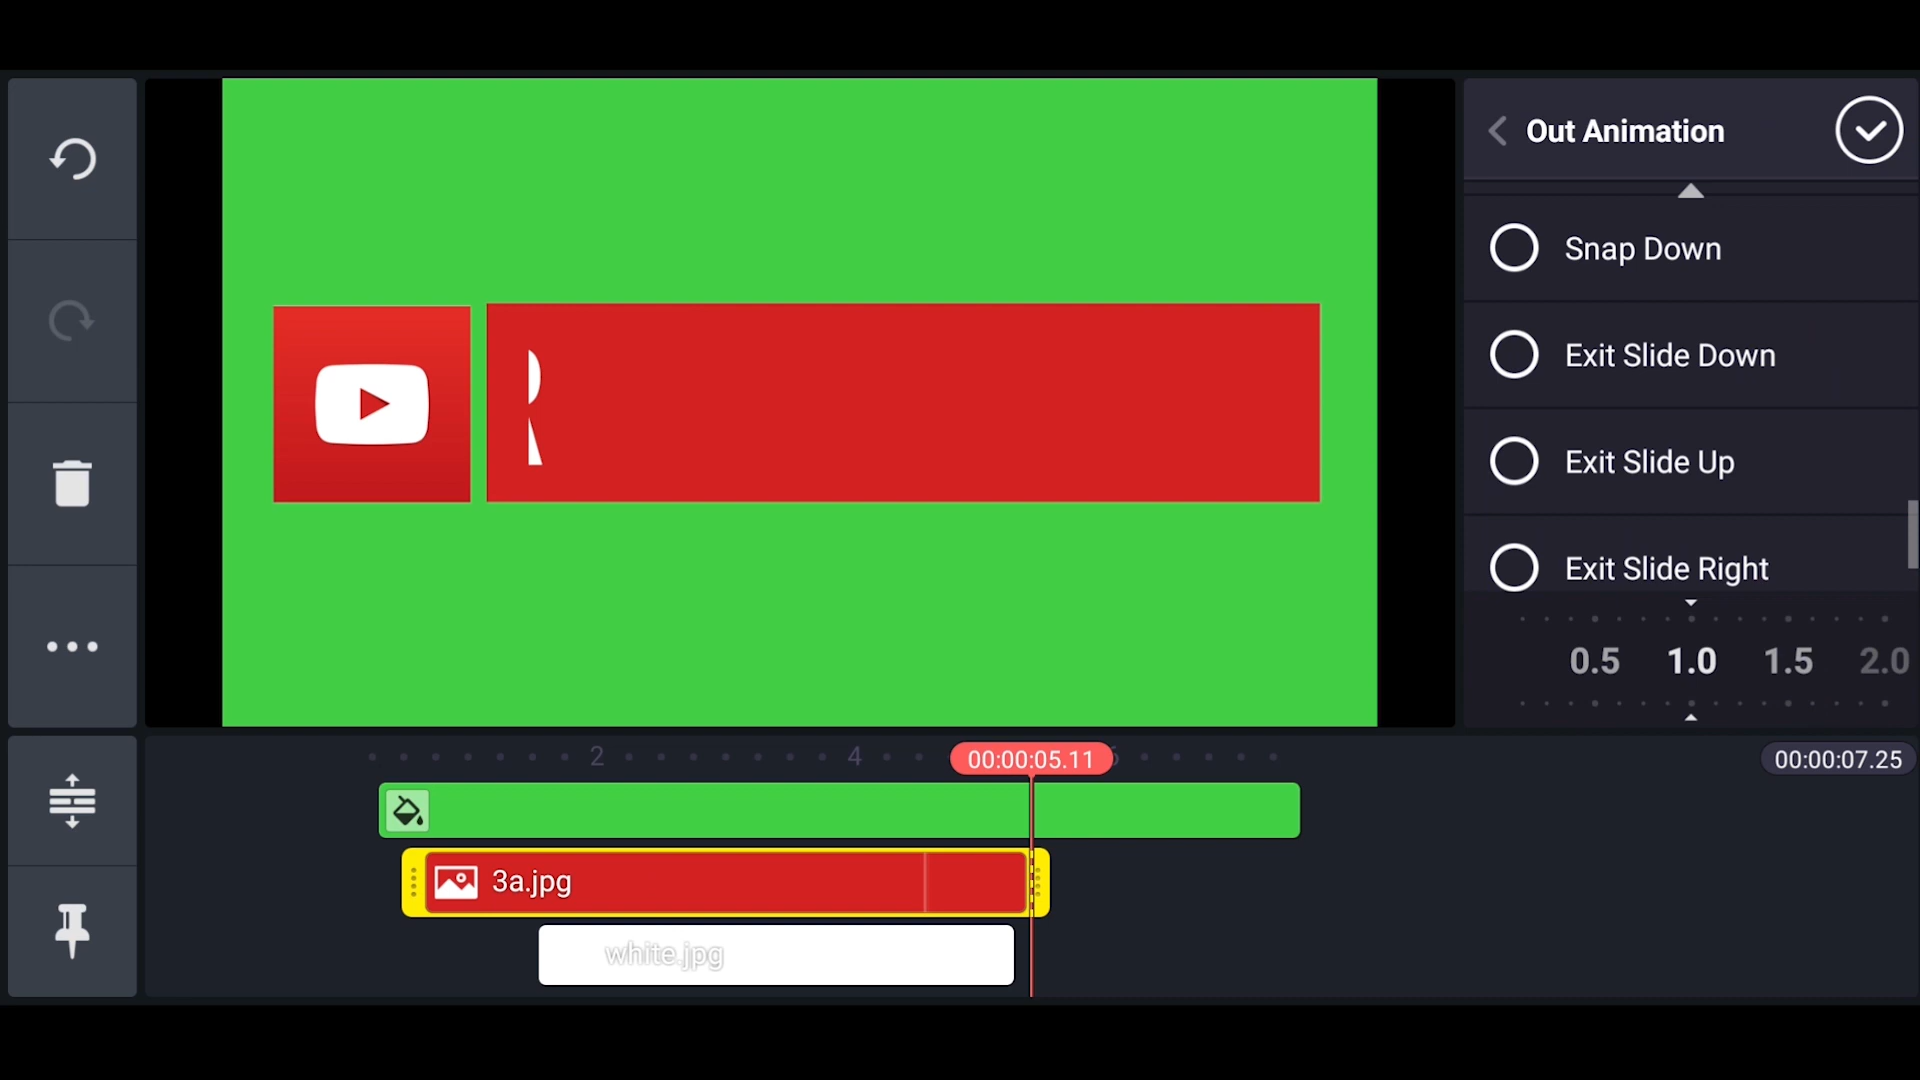 Out Animation
Snap Down
Exit Slide Down
Exit Slide Up
Exit Slide Right
0.5 1.0 1.5 2.0
R
2 4 00:00:05.11 00:00:07.25
3a.jpg
white.jpg